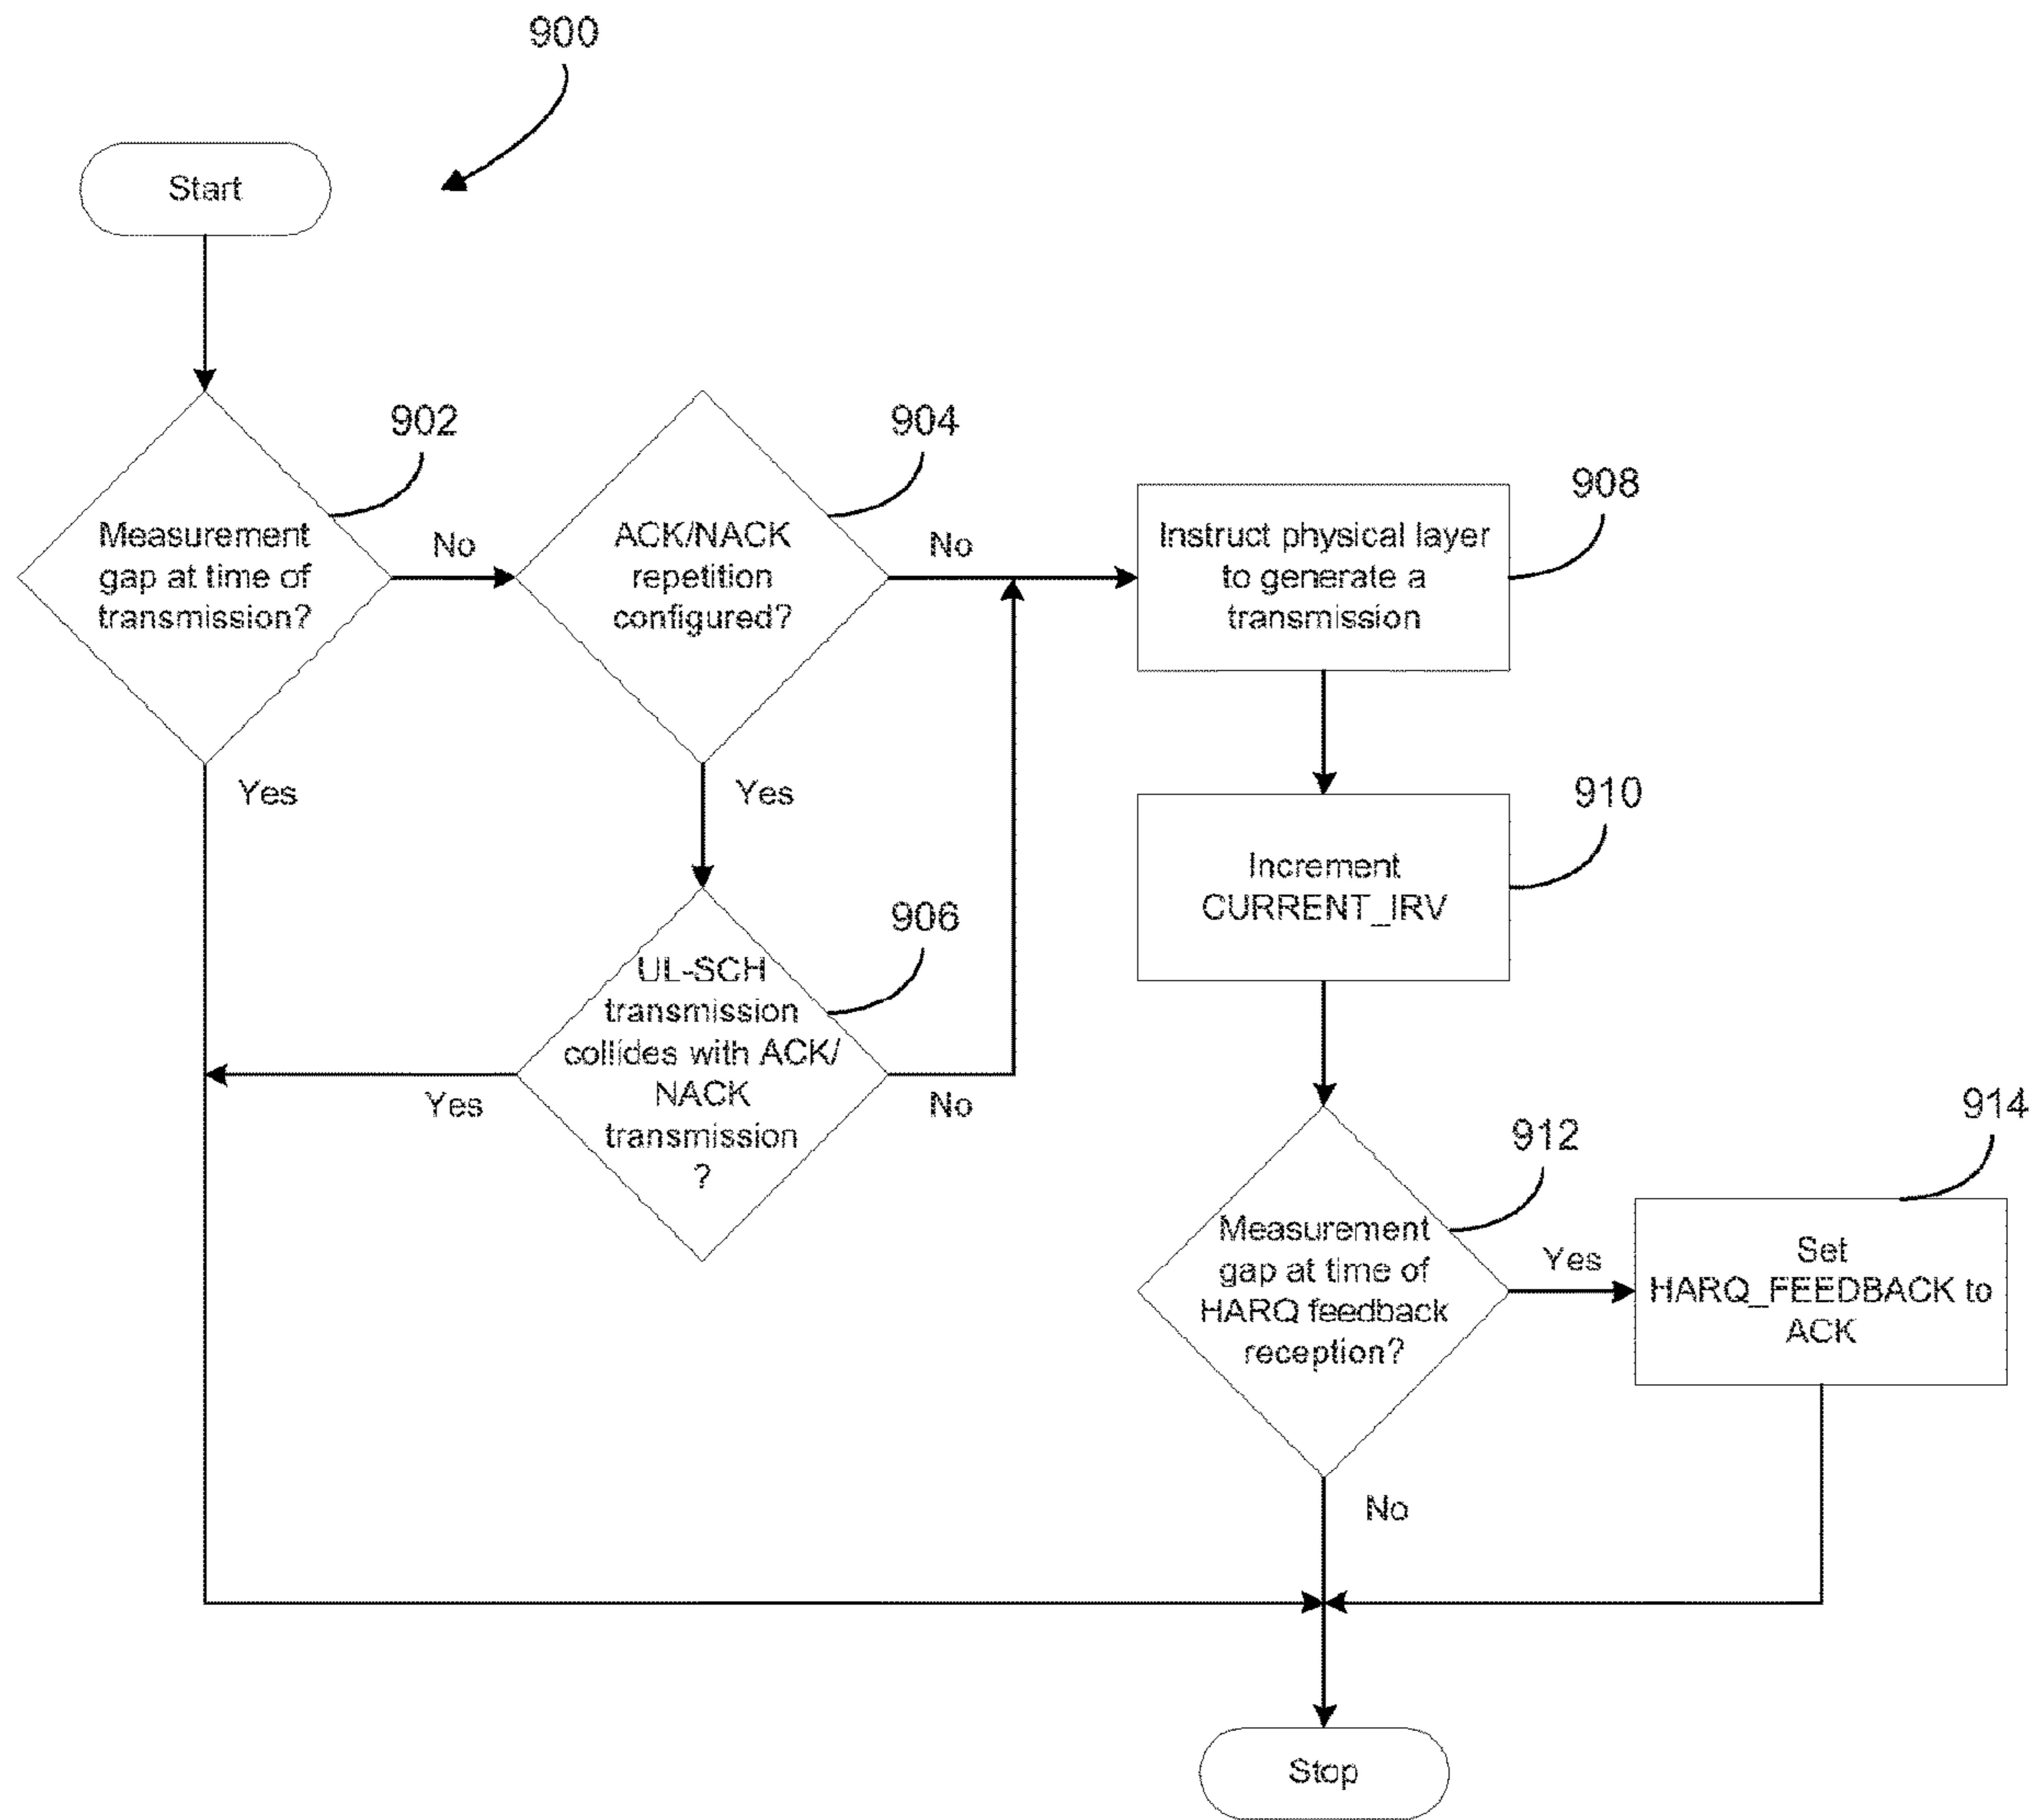 900
Start
902
Measurement
gap at time of
transmission?
No
Yes
904
ACK/NACK
repetition
configured?
No
Yes
906
UL-SCH
transmission
collides with ACK/
NACK
transmission
?
Yes
No
908
Instruct physical layer
to generate a
transmission
910
Increment
CURRENT_IRV
912
Measurement
gap at time of
HARQ feedback
reception?
Yes
No
914
Set
HARQ_FEEDBACK to
ACK
Stop